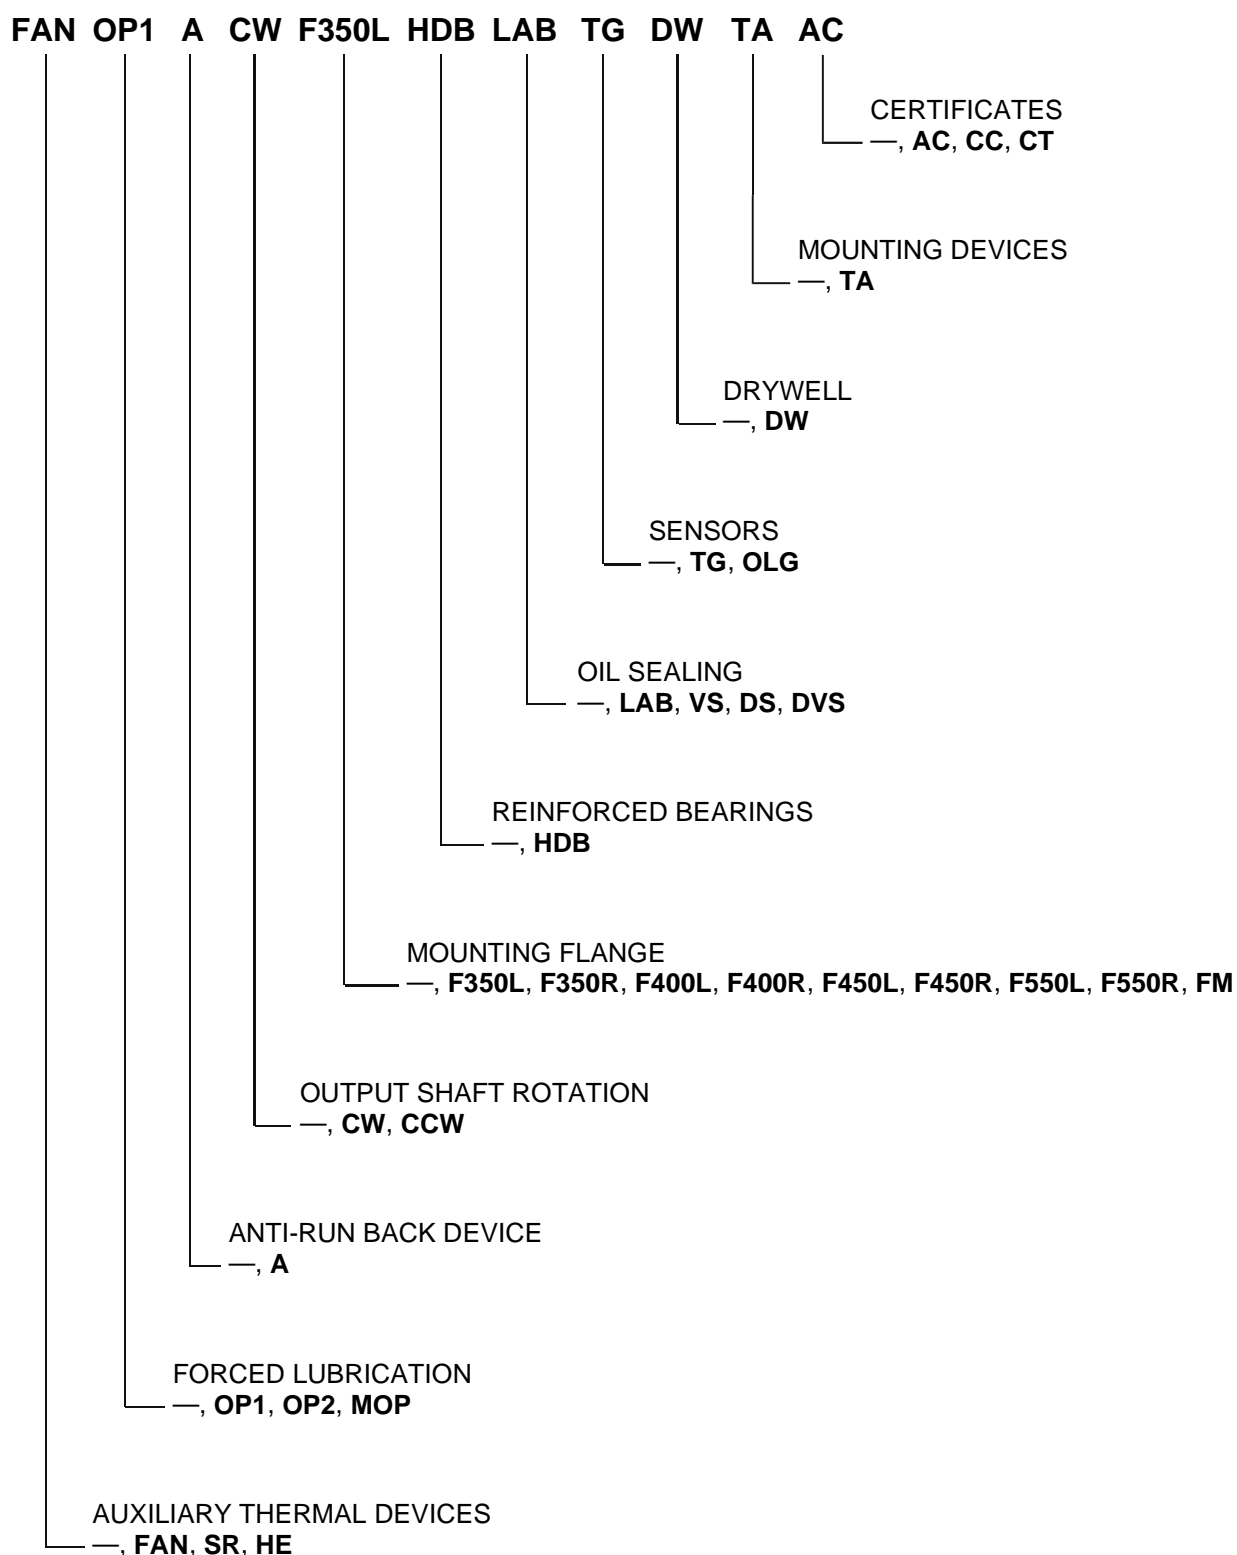 FAN OP1 A CW F350L HDB LAB TG DW TA AC
CERTIFICATES
—, AC, CC, CT
MOUNTING DEVICES
—, TA
DRYWELL
—, DW
SENSORS
—, TG, OLG
OIL SEALING
—, LAB, VS, DS, DVS
REINFORCED BEARINGS
—, HDB
MOUNTING FLANGE
—, F350L, F350R, F400L, F400R, F450L, F450R, F550L, F550R, FM
OUTPUT SHAFT ROTATION
—, CW, CCW
ANTI-RUN BACK DEVICE
—, A
FORCED LUBRICATION
—, OP1, OP2, MOP
AUXILIARY THERMAL DEVICES
—, FAN, SR, HE